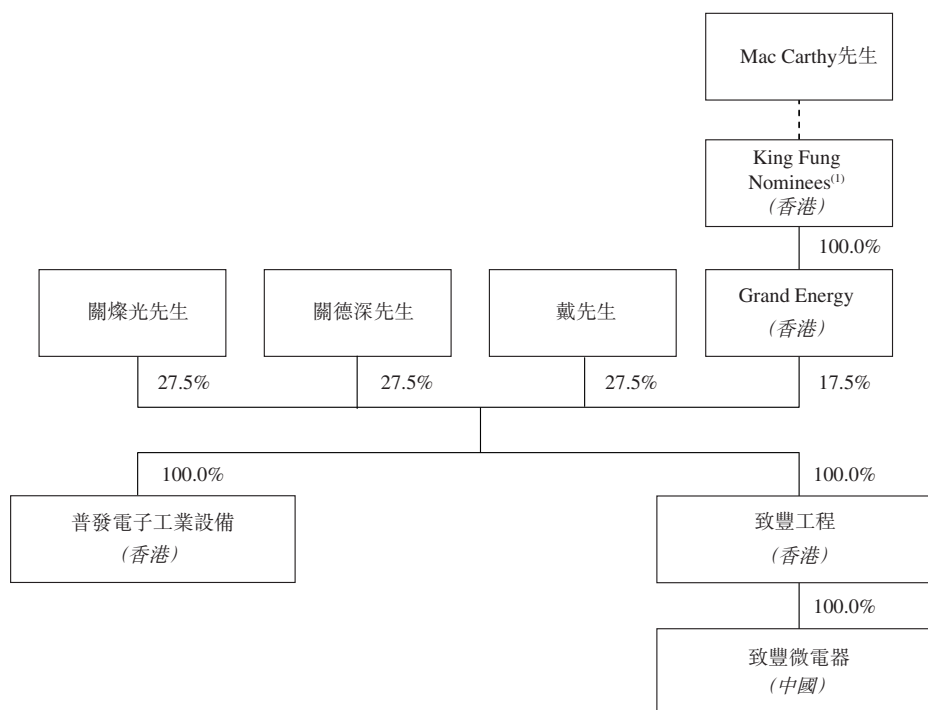 Mac Carthy先生
King Fung
Nominees(1)
(香港)
100.0%
關燦光先生
關德深先生
戴先生
Grand Energy
(香港)
27.5%
27.5%
27.5%
17.5%
100.0%
100.0%
普發電子工業設備
(香港)
致豐工程
(香港)
100.0%
致豐微電器
(中國)